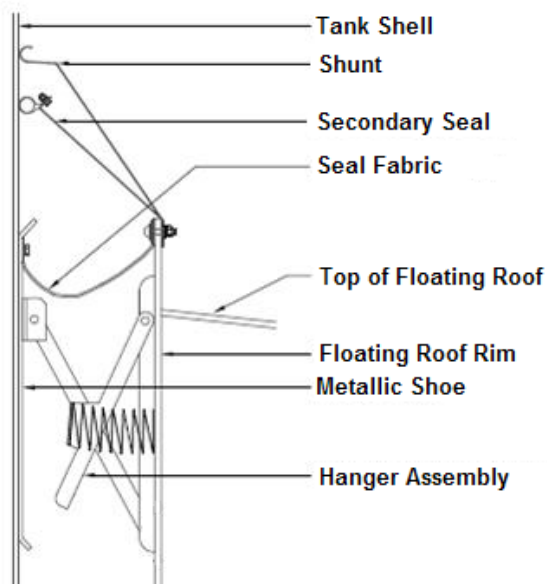 Tank Shell
Shunt
Secondary Seal
Seal Fabric
Top of Floating Roof
Floating Roof Rim
Metallic Shoe
Hanger Assembly